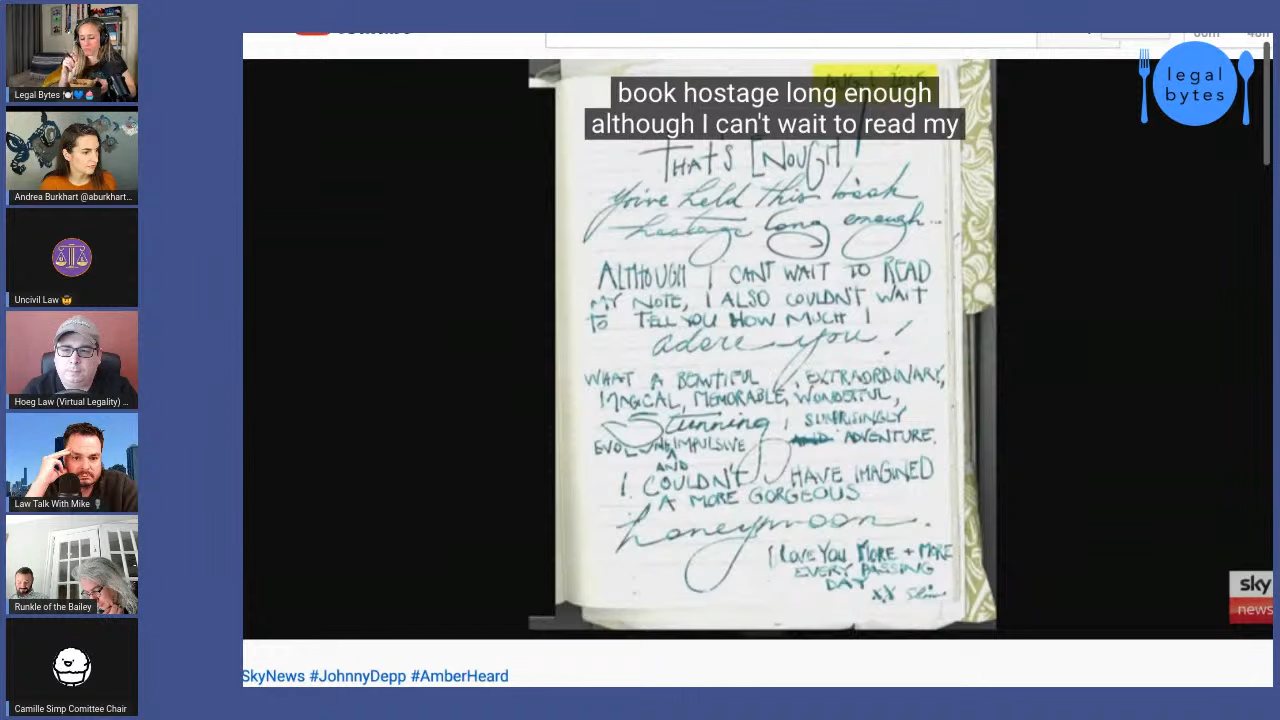 Legal Bytes 🍽️💙🧁
Andrea Burkhart @aburkhart...
Uncivil Law 🤠
Hoeg Law (Virtual Legality) ...
Law Talk With Mike 🎙️
Runkle of the Bailey
Camille Simp Comittee Chair
legal
bytes
book hostage long enough
although I can't wait to read my
THAT'S ENOUGH!
You've held this book
hostage long enough...
ALTHOUGH I CAN'T WAIT TO READ
MY NOTE, I ALSO COULDN'T WAIT
TO TELL YOU HOW MUCH I
adore you!
WHAT A BEAUTIFUL, EXTRAORDINARY,
MAGICAL, MEMORABLE, WONDERFUL,
Stunning, SURPRISINGLY
EVOLVING IMPULSIVE ADVENTURE.
AND
I COULDN'T HAVE IMAGINED
A MORE GORGEOUS
honeymoon.
I LOVE YOU MORE + MORE
EVERY PASSING
DAY
xx Slim
sky
news
SkyNews #JohnnyDepp #AmberHeard